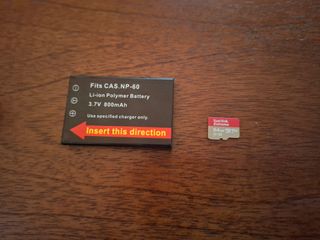 Fits CAS.NP-60
Li-ion Polymer Battery
3.7V 800mAh
Use specified charger only.
insert this direction
SanDisk
Extreme